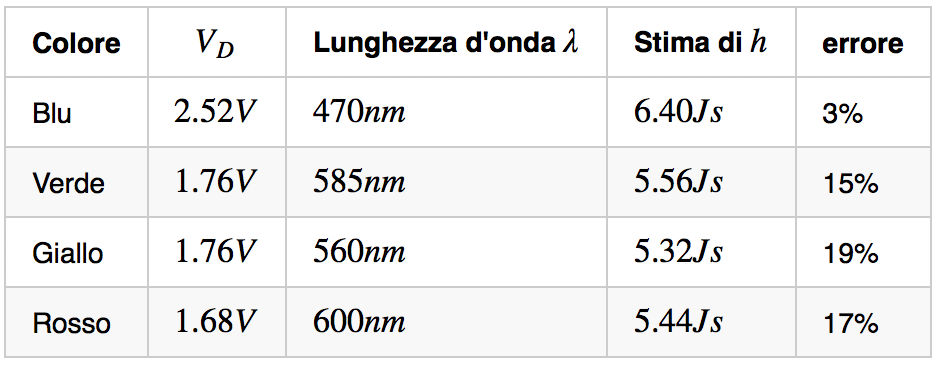 Colore V_D Lunghezza d'onda λ Stima di h errore
Blu 2.52V 470nm 6.40Js 3%
Verde 1.76V 585nm 5.56Js 15%
Giallo 1.76V 560nm 5.32Js 19%
Rosso 1.68V 600nm 5.44Js 17%